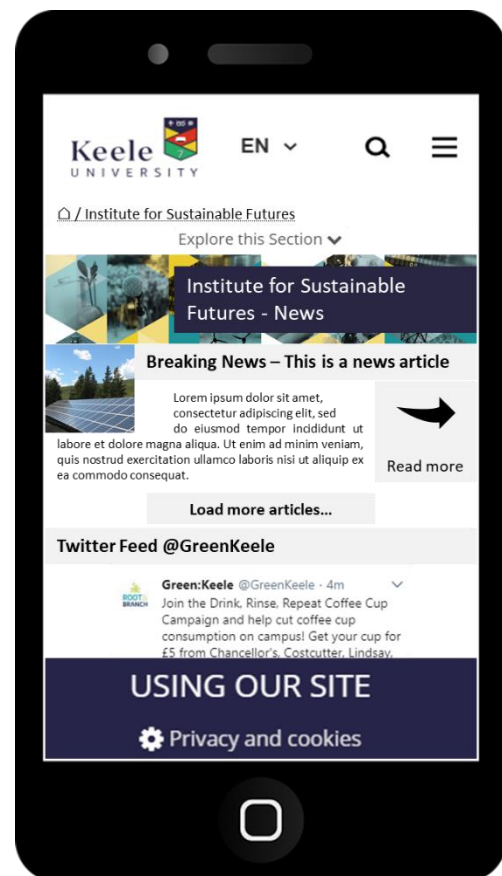 Keele
UNIVERSITY
EN
/ Institute for Sustainable Futures
Explore this Section
Institute for Sustainable
Futures - News
Breaking News – This is a news article
Lorem ipsum dolor sit amet,
consectetur adipiscing elit, sed
do eiusmod tempor incididunt ut
labore et dolore magna aliqua. Ut enim ad minim veniam,
quis nostrud exercitation ullamco laboris nisi ut aliquip ex
ea commodo consequat.
Read more
Load more articles...
Twitter Feed @GreenKeele
ROOT&
BRANCH
Green:Keele @GreenKeele · 4m
Join the Drink, Rinse, Repeat Coffee Cup
Campaign and help cut coffee cup
consumption on campus! Get your cup for
£5 from Chancellor's, Costcutter, Lindsay,
USING OUR SITE
Privacy and cookies